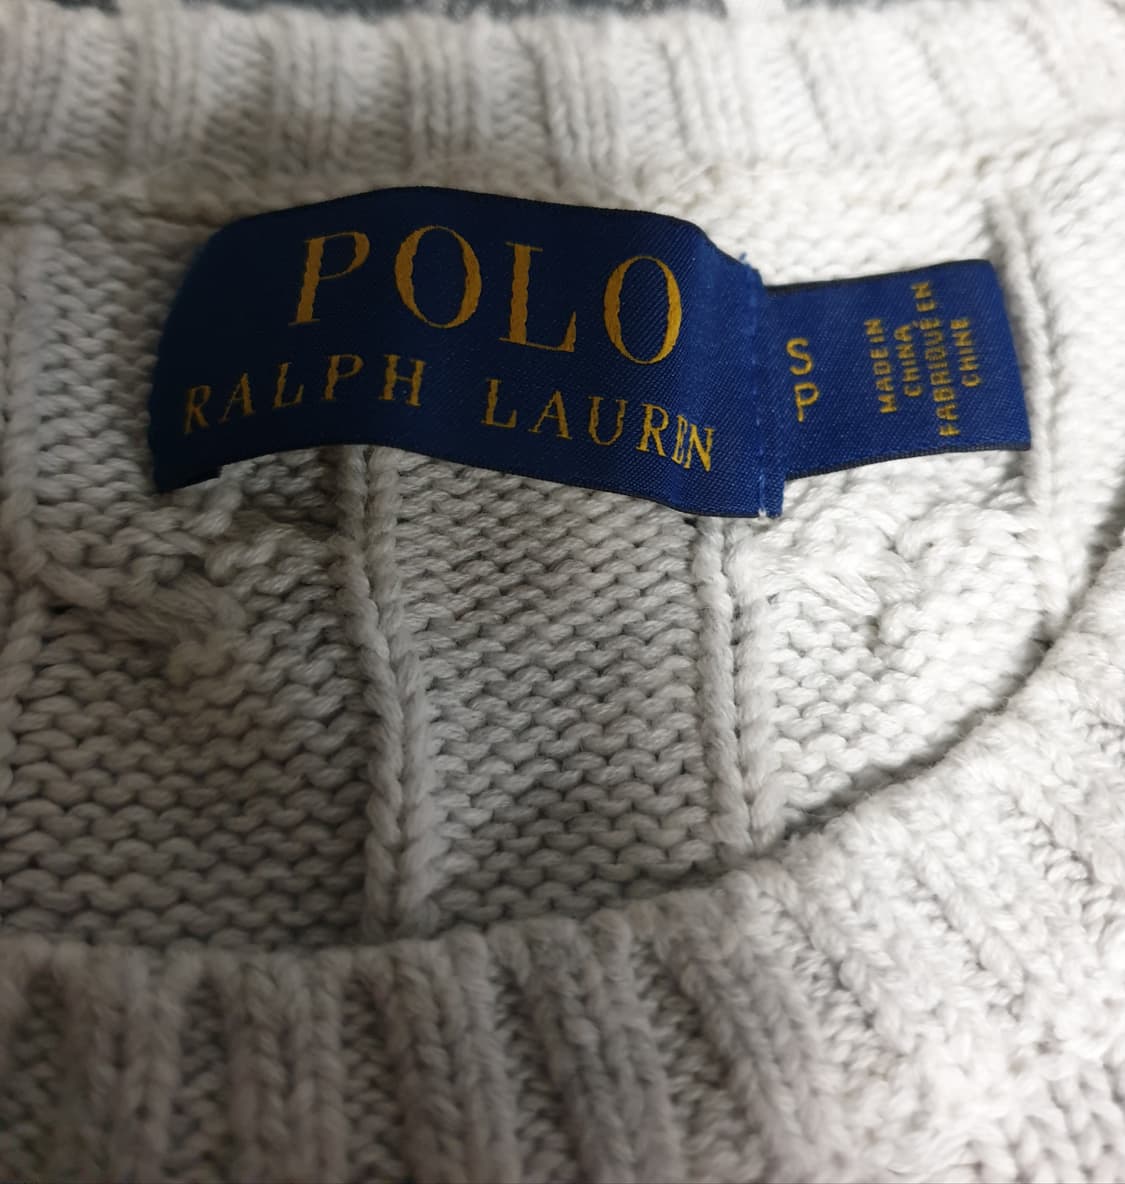 POLO
RALPH LAUREN
S
P
MADE IN
CHINA
FABRIQUÉ EN
CHINE